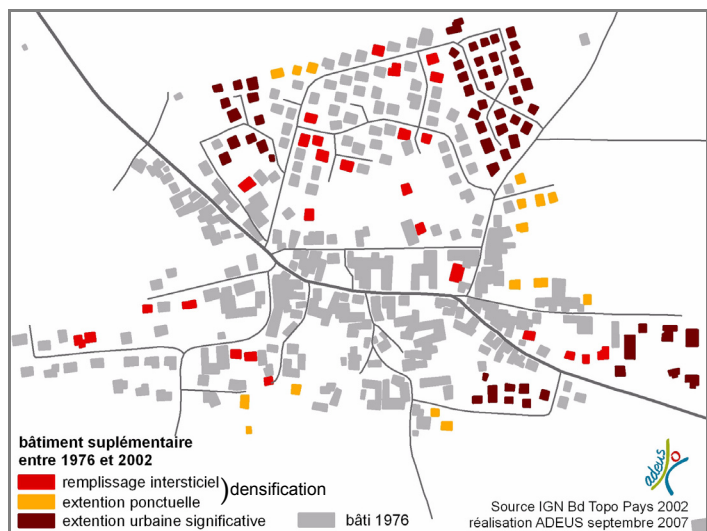 bâtiment suplémentaire
entre 1976 et 2002
remplissage intersticiel
extention ponctuelle
)densification
extention urbaine significative
bâti 1976
adeus
Source IGN Bd Topo Pays 2002
réalisation ADEUS septembre 2007